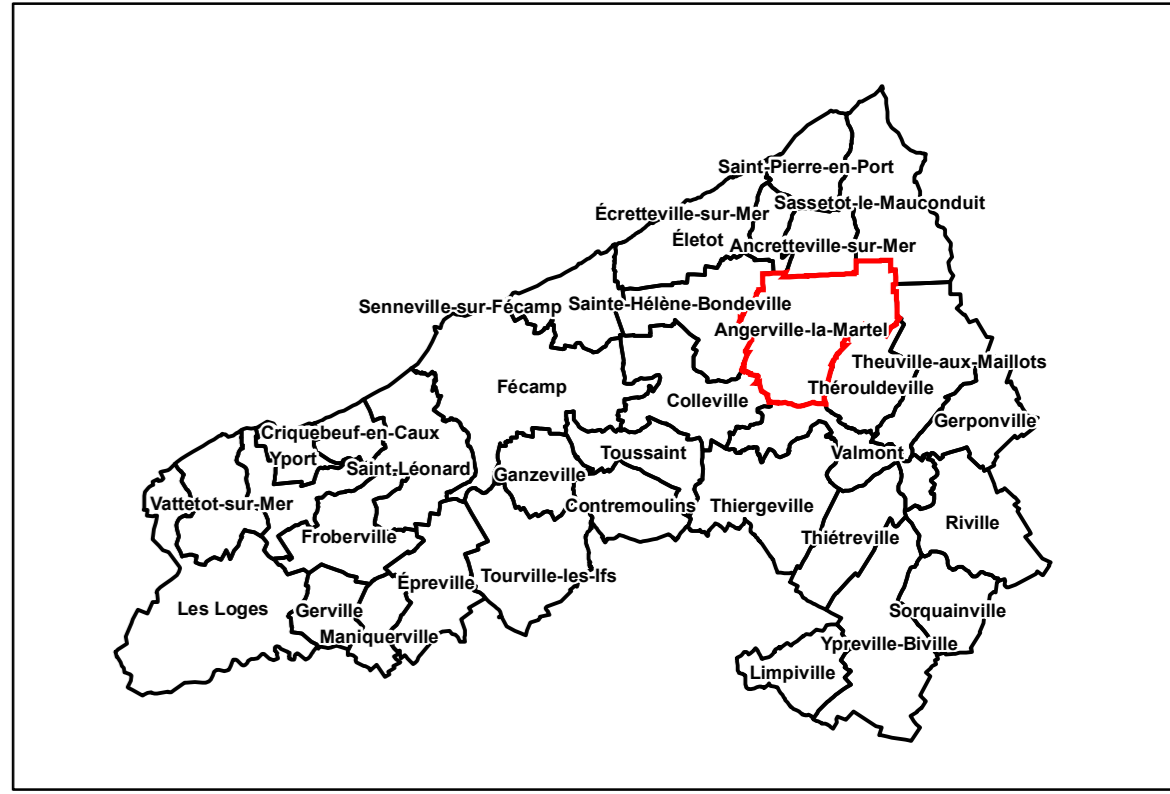 Saint-Pierre-en-Port
Sassetot-le-Mauconduit
Écretteville-sur-Mer
Életot
Ancretteville-sur-Mer
Senneville-sur-Fécamp
Sainte-Hélène-Bondeville
Angerville-la-Martel
Theuville-aux-Maillots
Thérouldeville
Fécamp
Colleville
Gerponville
Criquebeuf-en-Caux
Yport
Saint-Léonard
Toussaint
Valmont
Ganzeville
Vattetot-sur-Mer
Contremoulins
Thiergeville
Riville
Froberville
Thiétreville
Épreville
Tourville-les-Ifs
Les Loges
Gerville
Sorquainville
Maniquerville
Ypreville-Biville
Limpiville